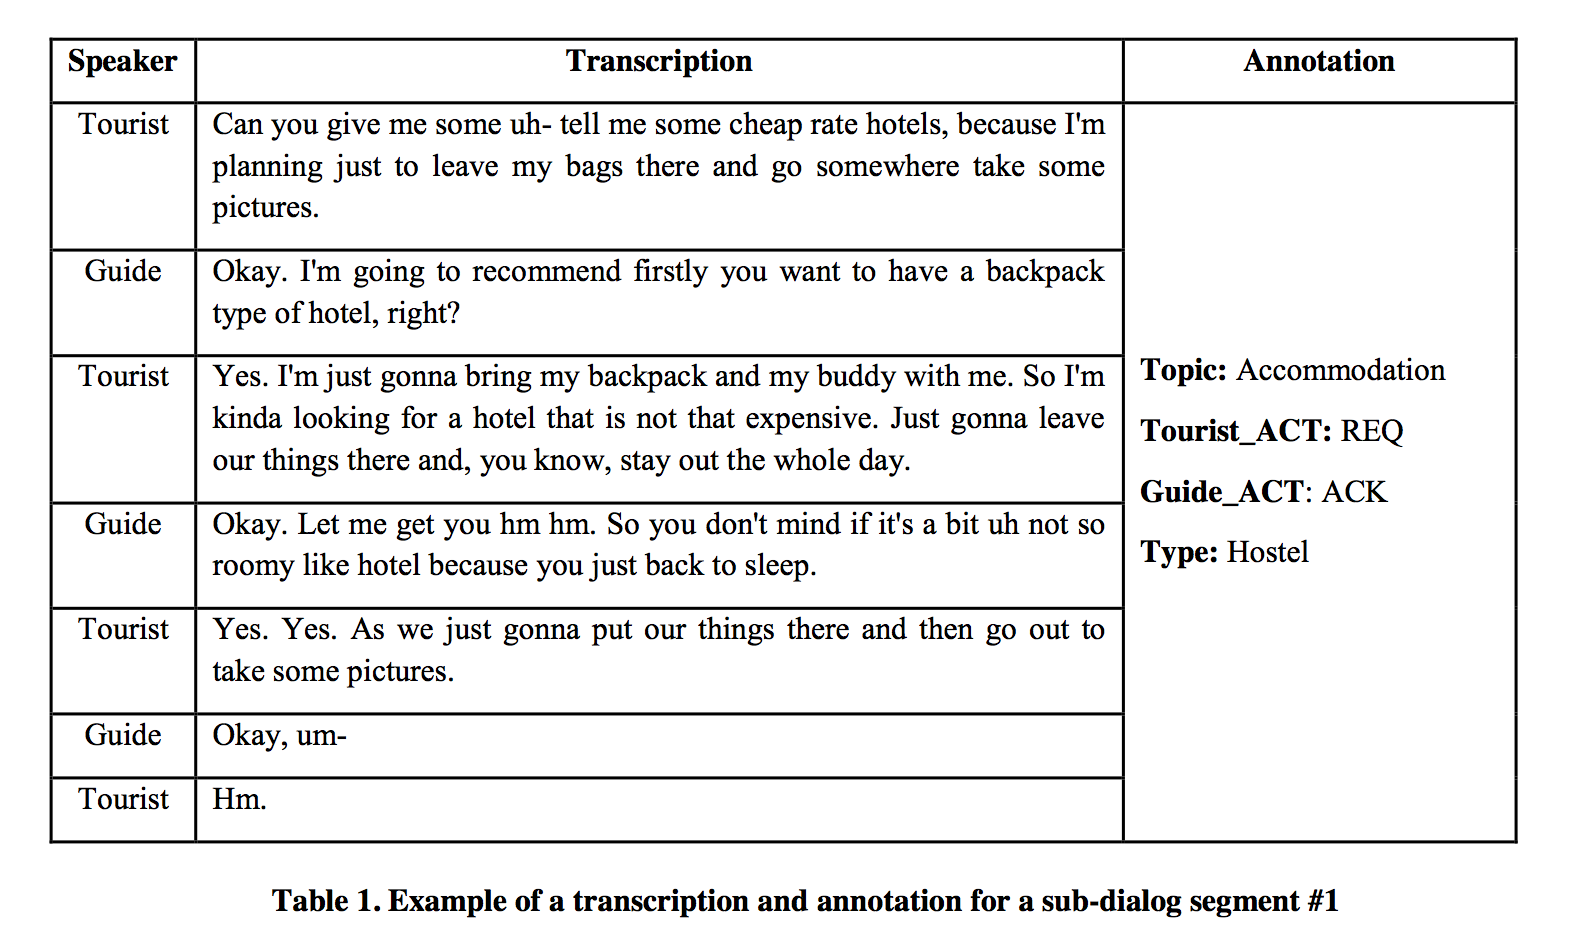 Speaker Transcription Annotation
Tourist Can you give me some uh- tell me some cheap rate hotels, because I'm
planning just to leave my bags there and go somewhere take some
pictures.
Guide Okay. I'm going to recommend firstly you want to have a backpack
type of hotel, right?
Tourist Yes. I'm just gonna bring my backpack and my buddy with me. So I'm
kinda looking for a hotel that is not that expensive. Just gonna leave
our things there and, you know, stay out the whole day.
Guide Okay. Let me get you hm hm. So you don't mind if it's a bit uh not so
roomy like hotel because you just back to sleep.
Tourist Yes. Yes. As we just gonna put our things there and then go out to
take some pictures.
Guide Okay, um-
Tourist Hm.
Topic: Accommodation
Tourist_ACT: REQ
Guide_ACT: ACK
Type: Hostel
Table 1. Example of a transcription and annotation for a sub-dialog segment #1